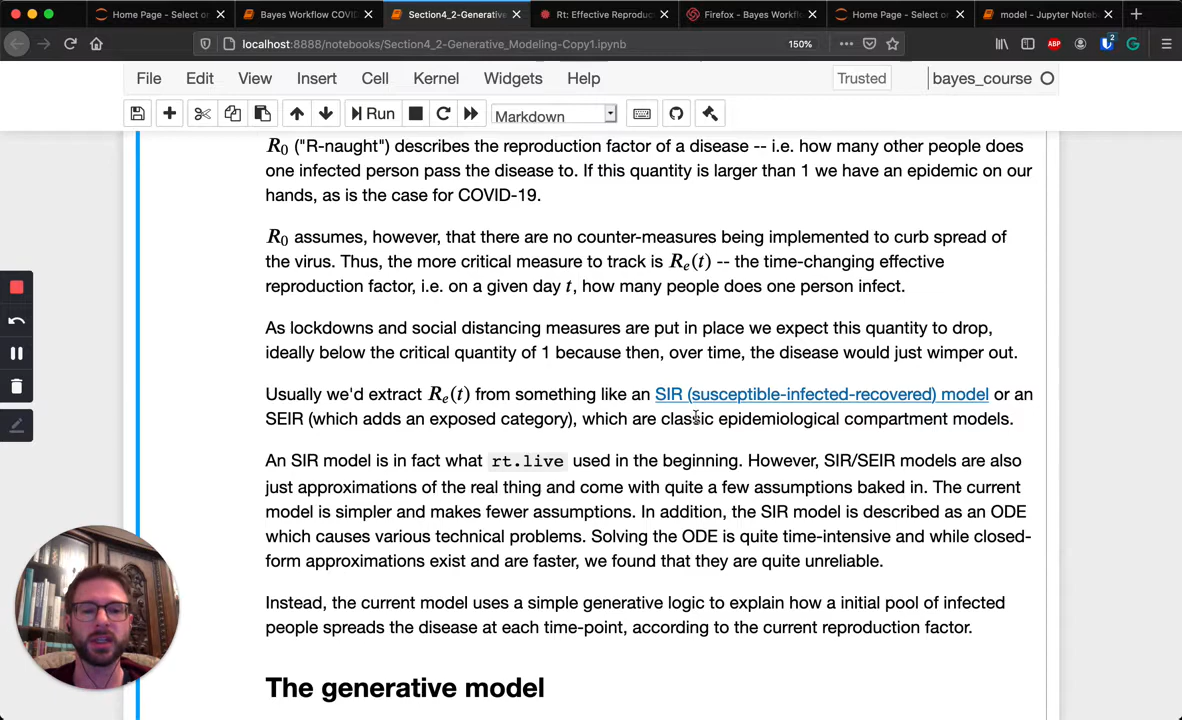 Home Page - Select or
Bayes Workflow COVI
Section4_2-Generative
Rt: Effective Reproduc
Firefox - Bayes Workfl
Home Page - Select or
model - Jupyter Noteb
localhost:8888/notebooks/Section4_2-Generative_Modeling-Copy1.ipynb
150%
ABP
2
File Edit View Insert Cell Kernel Widgets Help
Trusted
bayes_course
Run
Markdown
R0 ("R-naught") describes the reproduction factor of a disease -- i.e. how many other people does
one infected person pass the disease to. If this quantity is larger than 1 we have an epidemic on our
hands, as is the case for COVID-19.
R0 assumes, however, that there are no counter-measures being implemented to curb spread of
the virus. Thus, the more critical measure to track is Re(t) -- the time-changing effective
reproduction factor, i.e. on a given day t, how many people does one person infect.
As lockdowns and social distancing measures are put in place we expect this quantity to drop,
ideally below the critical quantity of 1 because then, over time, the disease would just wimper out.
Usually we'd extract Re(t) from something like an SIR (susceptible-infected-recovered) model or an
SEIR (which adds an exposed category), which are classic epidemiological compartment models.
An SIR model is in fact what rt.live used in the beginning. However, SIR/SEIR models are also
just approximations of the real thing and come with quite a few assumptions baked in. The current
model is simpler and makes fewer assumptions. In addition, the SIR model is described as an ODE
which causes various technical problems. Solving the ODE is quite time-intensive and while closed-
form approximations exist and are faster, we found that they are quite unreliable.
Instead, the current model uses a simple generative logic to explain how a initial pool of infected
people spreads the disease at each time-point, according to the current reproduction factor.
The generative model